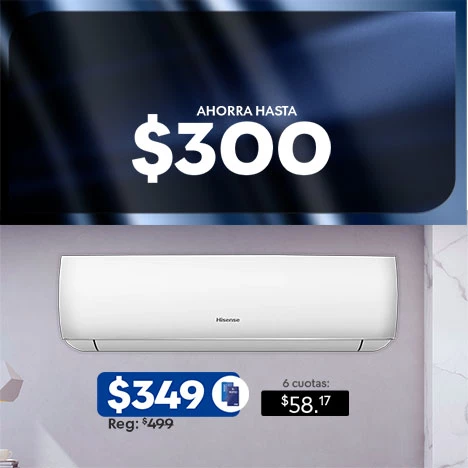 AHORRA HASTA
$300
Hisense
$349
Reg: $499
6 cuotas:
$58.17